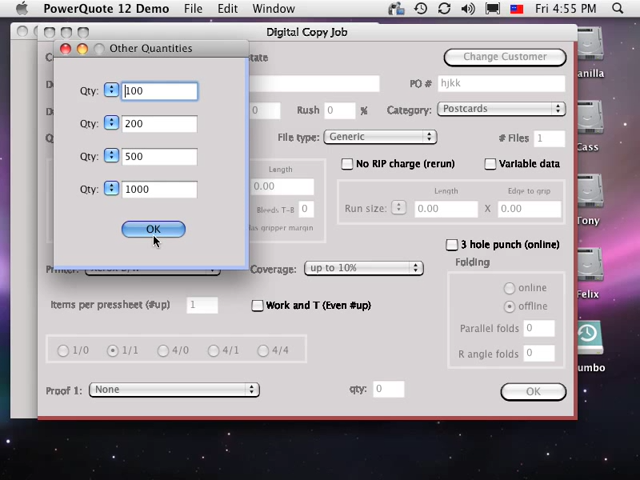 PowerQuote 12 Demo File Edit Window Fri 4:55 PM
Digital Copy Job
Other Quantities
Change Customer
PO # hjkk
Qty: 100
Rush 0 %
Category: Postcards
Qty: 200
File type: Generic
# Files 1
Qty: 500
Length
No RIP charge (rerun)
Variable data
0.00
Length
Edge to grip
Qty: 1000
Bleeds T-B 0
Run size: 0.00 X 0.00
gripper margin
OK
3 hole punch (online)
Folding
Printer:
Coverage: up to 10%
online
offline
Items per presssheet (#up) 1
Work and T (Even #up)
Parallel folds 0
R angle folds 0
1/0 1/1 4/0 4/1 4/4
Proof 1: None
qty: 0
OK
Cass
Tony
Felix